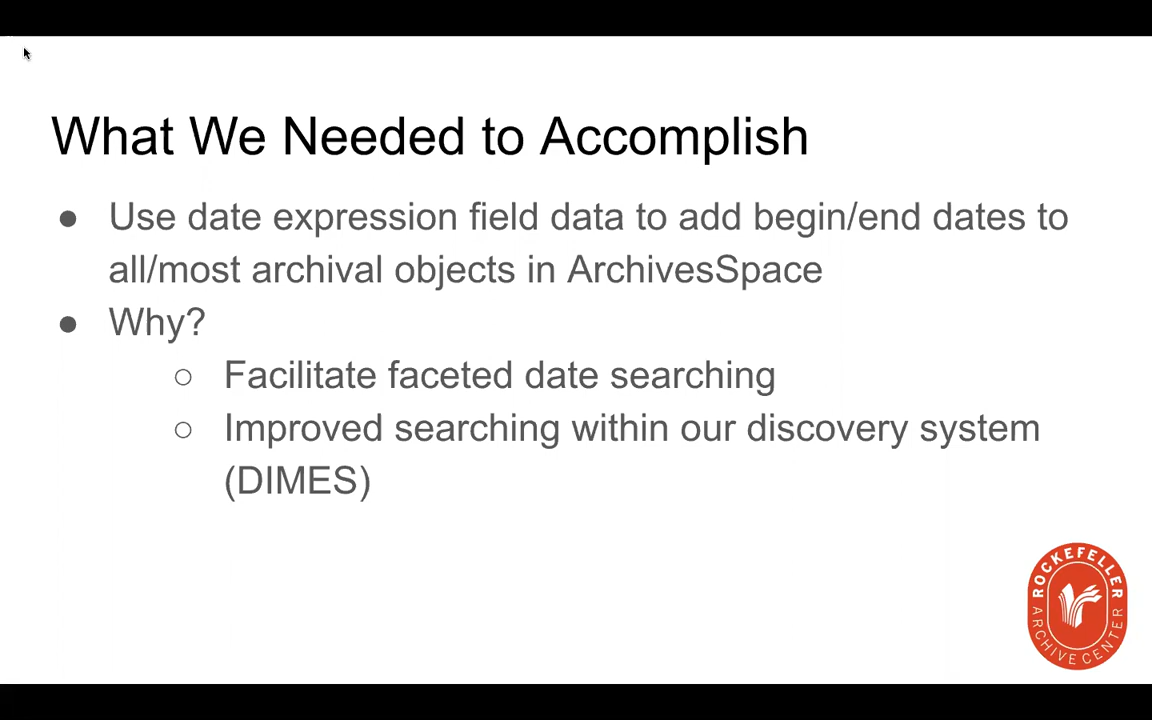 What We Needed to Accomplish
● Use date expression field data to add begin/end dates to
all/most archival objects in ArchivesSpace
● Why?
○ Facilitate faceted date searching
○ Improved searching within our discovery system
(DIMES)
ROCKEFELLER
ARCHIVE CENTER